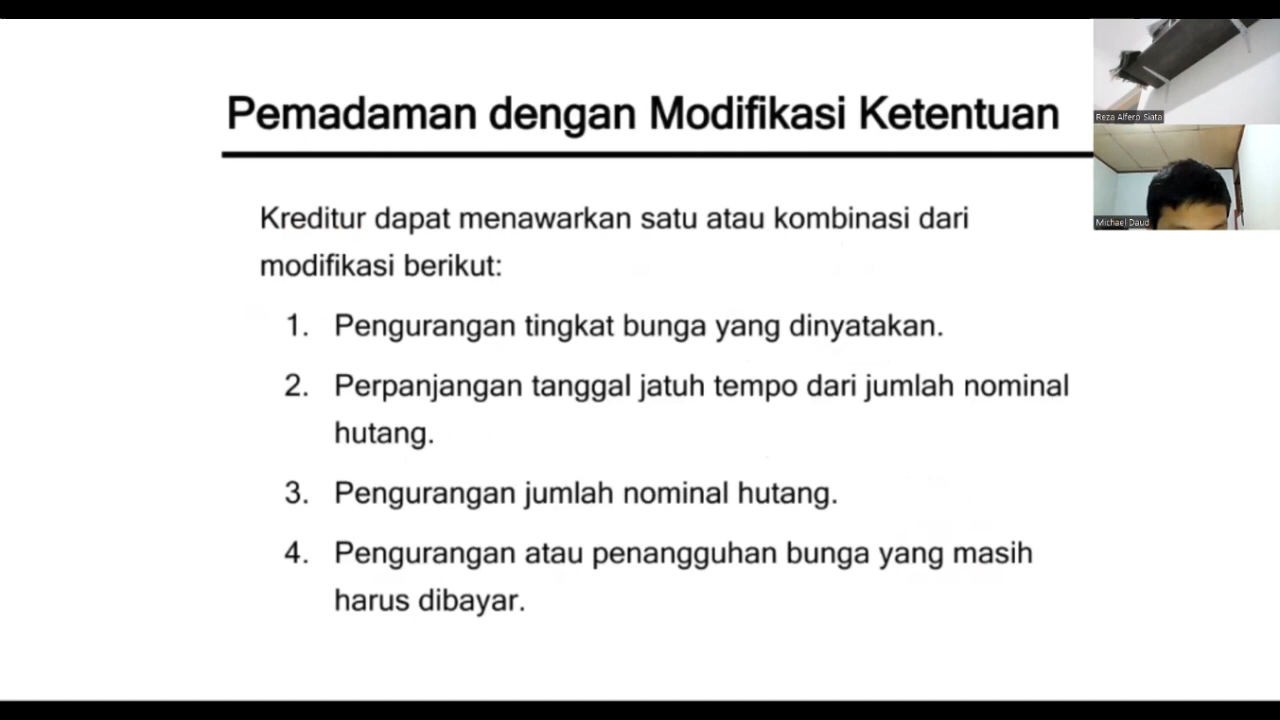 Pemadaman dengan Modifikasi Ketentuan
Kreditur dapat menawarkan satu atau kombinasi dari
modifikasi berikut:
1. Pengurangan tingkat bunga yang dinyatakan.
2. Perpanjangan tanggal jatuh tempo dari jumlah nominal
hutang.
3. Pengurangan jumlah nominal hutang.
4. Pengurangan atau penangguhan bunga yang masih
harus dibayar.
Reza Alfero Siata
Michael Daud